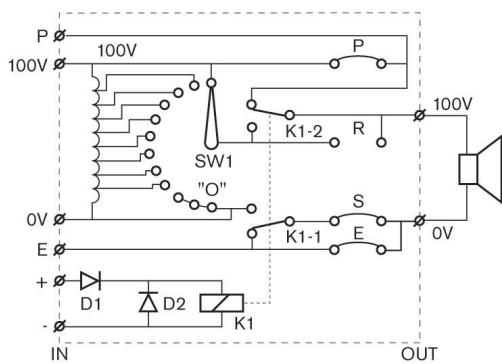 P
100V
100V
P
100V
K1-2
R
SW1
"O"
0V
S
K1-1
E
0V
E
+
D1
D2
K1
-
IN
OUT